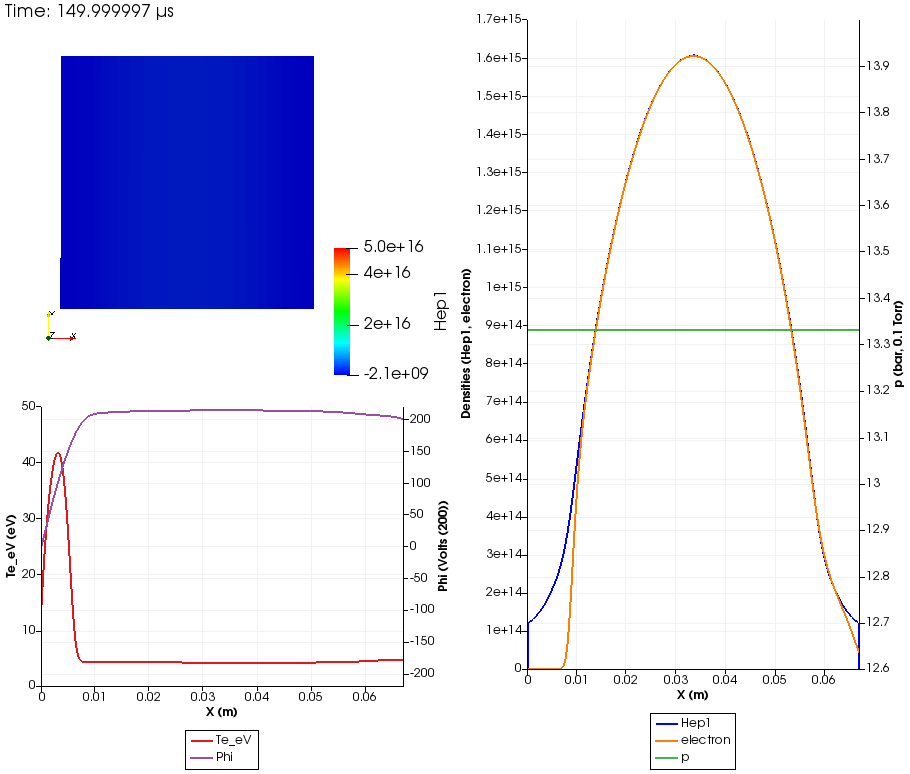 Time: 149.999997 µs
5.0e+16
4e+16
2e+16
-2.1e+09
Hep1
Y
Z
X
50
40
30
20
10
0
Te_eV (eV)
200
150
100
50
0
-50
-100
-150
-200
Phi (Volts (200))
0 0.01 0.02 0.03 0.04 0.05 0.06
X (m)
Te_eV
Phi
1.7e+15
1.6e+15
1.5e+15
1.4e+15
1.3e+15
1.2e+15
1.1e+15
1e+15
9e+14
8e+14
7e+14
6e+14
5e+14
4e+14
3e+14
2e+14
1e+14
0
Densities (Hep1, electron)
13.9
13.8
13.7
13.6
13.5
13.4
13.3
13.2
13.1
13
12.9
12.8
12.7
12.6
p (bar, 0.1 Torr)
0 0.01 0.02 0.03 0.04 0.05 0.06
X (m)
Hep1
electron
p